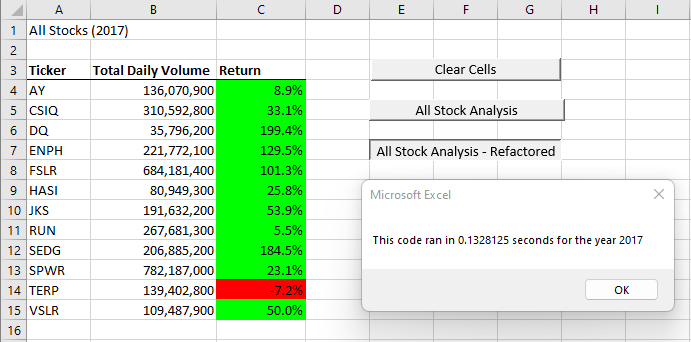 A B C D E F G H I
1 All Stocks (2017)
2
3 Ticker Total Daily Volume Return Clear Cells
4 AY 136,070,900 8.9%
5 CSIQ 310,592,800 33.1% All Stock Analysis
6 DQ 35,796,200 199.4%
7 ENPH 221,772,100 129.5% All Stock Analysis - Refactored
8 FSLR 684,181,400 101.3%
9 HASI 80,949,300 25.8% Microsoft Excel
10 JKS 191,632,200 53.9%
11 RUN 267,681,300 5.5% This code ran in 0.1328125 seconds for the year 2017
12 SEDG 206,885,200 184.5%
13 SPWR 782,187,000 23.1%
14 TERP 139,402,800 -7.2% OK
15 VSLR 109,487,900 50.0%
16